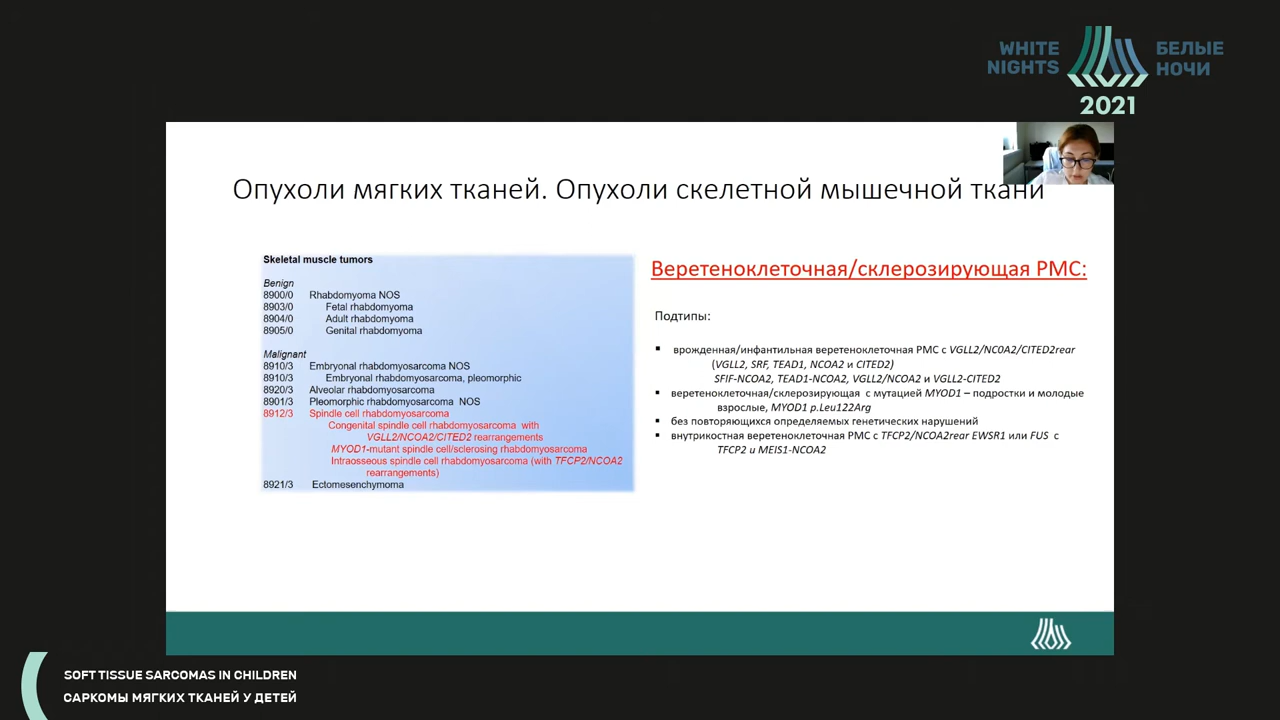 WHITE NIGHTS
БЕЛЫЕ НОЧИ
2021
Опухоли мягких тканей. Опухоли скелетной мышечной ткани
Skeletal muscle tumors
Benign
8900/0 Rhabdomyoma NOS
8903/0 Fetal rhabdomyoma
8904/0 Adult rhabdomyoma
8905/0 Genital rhabdomyoma
Malignant
8910/3 Embryonal rhabdomyosarcoma NOS
8910/3 Embryonal rhabdomyosarcoma, pleomorphic
8920/3 Alveolar rhabdomyosarcoma
8901/3 Pleomorphic rhabdomyosarcoma NOS
8912/3 Spindle cell rhabdomyosarcoma
Congenital spindle cell rhabdomyosarcoma with
VGLL2/NCOA2/CITED2 rearrangements
MYOD1-mutant spindle cell/sclerosing rhabdomyosarcoma
Intraosseous spindle cell rhabdomyosarcoma (with TFCP2/NCOA2
rearrangements)
8921/3 Ectomesenchymoma
Веретеноклеточная/склерозирующая РМС:
Подтипы:
▪ врожденная/инфантильная веретеноклеточная РМС с VGLL2/NC0A2/CITED2rear
(VGLL2, SRF, TEAD1, NCOA2 и CITED2)
SFIF-NCOA2, TEAD1-NCOA2, VGLL2/NCOA2 и VGLL2-CITED2
▪ веретеноклеточная/склерозирующая с мутацией MYOD1 – подростки и молодые
взрослые, MYOD1 p.Leu122Arg
▪ без повторяющихся определяемых генетических нарушений
▪ внутрикостная веретеноклеточная РМС с TFCP2/NCOA2rear EWSR1 или FUS с
TFCP2 и MEIS1-NCOA2
SOFT TISSUE SARCOMAS IN CHILDREN
САРКОМЫ МЯГКИХ ТКАНЕЙ У ДЕТЕЙ